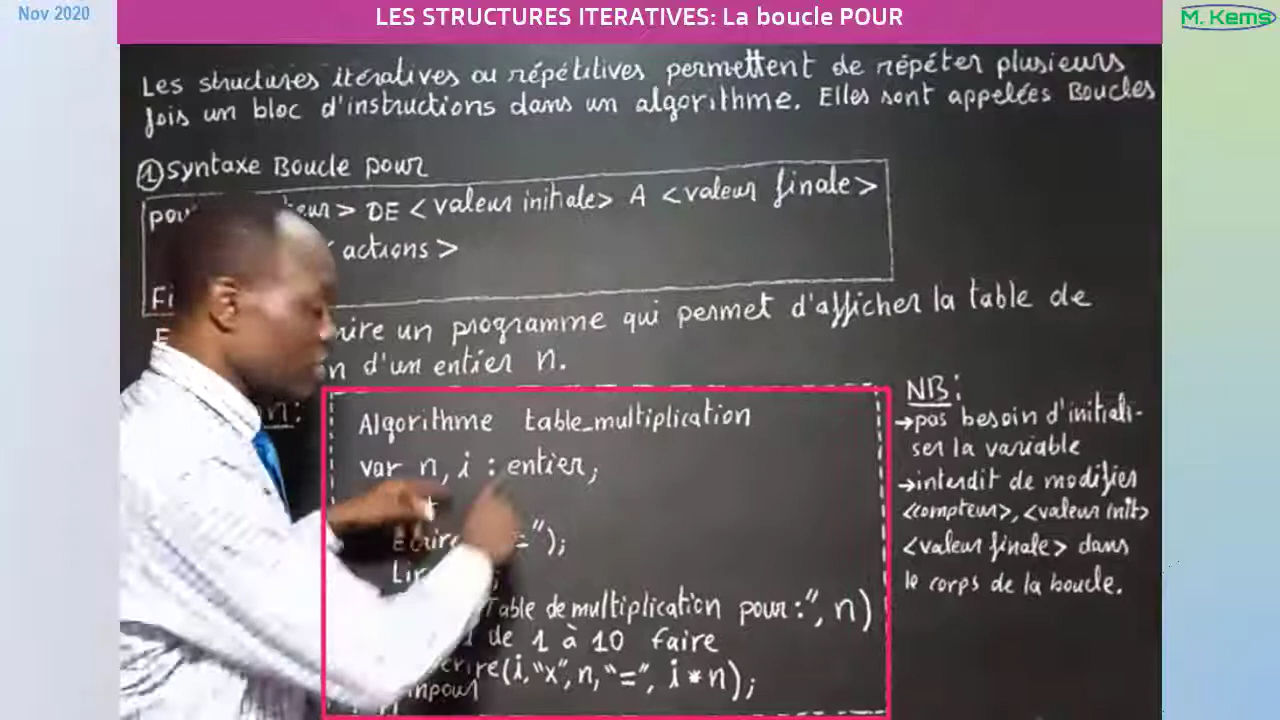 Nov 2020
LES STRUCTURES ITERATIVES: La boucle POUR
M. Kems
Les structures itératives ou répétitives permettent de répéter plusieurs
fois un bloc d'instructions dans un algorithme. Elles sont appelées Boucles
① Syntaxe Boucle pour
> DE <valeur initiale> A <valeur finale>
actions >
un programme qui permet d'afficher la table de
d'un entier n.
Algorithme table_multiplication
var n, i : entier;
=");
Table de multiplication pour :", n)
de 1 à 10 faire
(i, "x", n, "=", i * n);
NB:
→pas besoin d'initiali-
ser la variable
→interdit de modifier
<compteur>, <valeur init>
<valeur finale> dans
le corps de la boucle.